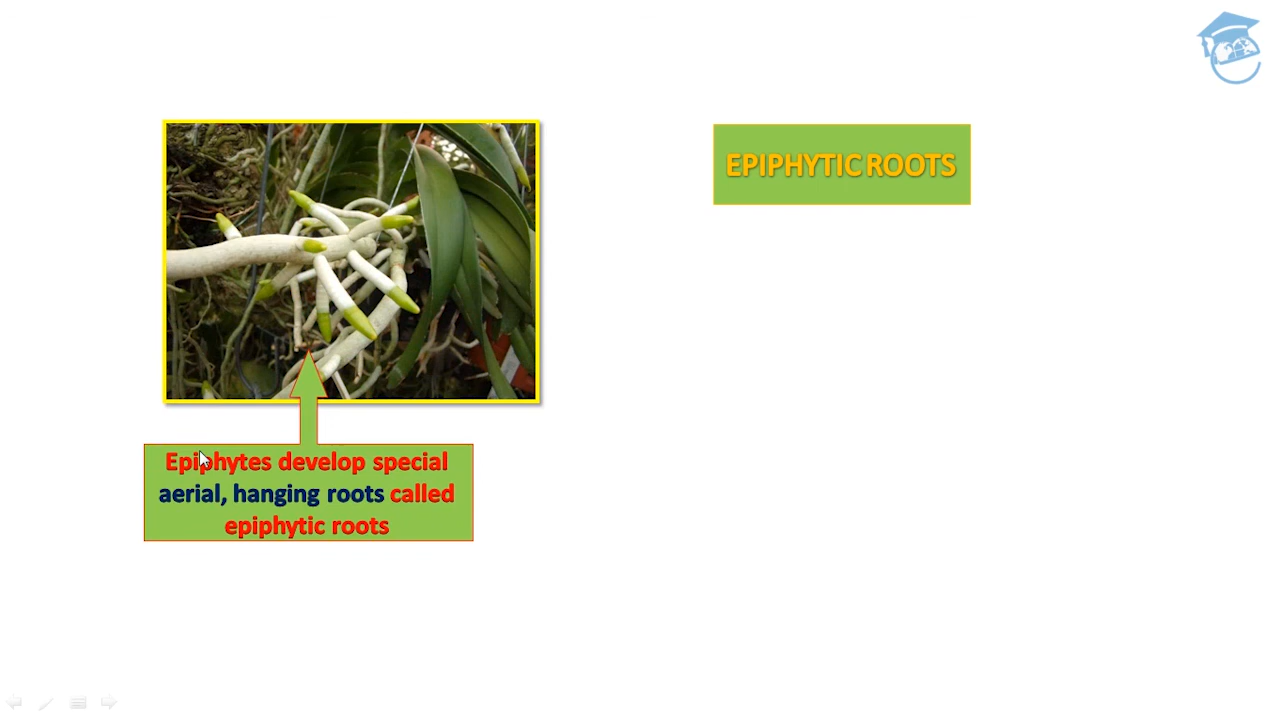 EPIPHYTIC ROOTS
Epiphytes develop special
aerial, hanging roots called
epiphytic roots